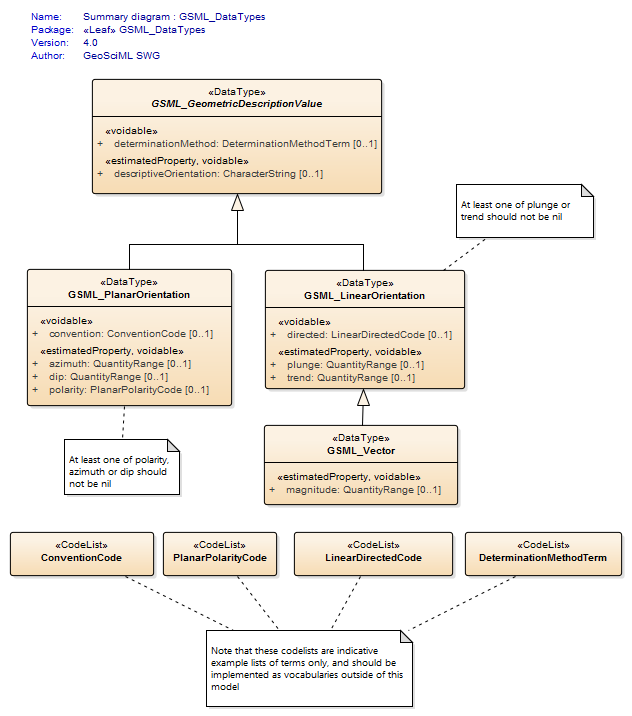 Name: Summary diagram : GSML_DataTypes
Package: «Leaf» GSML_DataTypes
Version: 4.0
Author: GeoSciML SWG
«DataType»
GSML_GeometricDescriptionValue
«voidable»
+ determinationMethod: DeterminationMethodTerm [0..1]
«estimatedProperty, voidable»
+ descriptiveOrientation: CharacterString [0..1]
At least one of plunge or
trend should not be nil
«DataType»
GSML_PlanarOrientation
«voidable»
+ convention: ConventionCode [0..1]
«estimatedProperty, voidable»
+ azimuth: QuantityRange [0..1]
+ dip: QuantityRange [0..1]
+ polarity: PlanarPolarityCode [0..1]
«DataType»
GSML_LinearOrientation
«voidable»
+ directed: LinearDirectedCode [0..1]
«estimatedProperty, voidable»
+ plunge: QuantityRange [0..1]
+ trend: QuantityRange [0..1]
At least one of polarity,
azimuth or dip should
not be nil
«DataType»
GSML_Vector
«estimatedProperty, voidable»
+ magnitude: QuantityRange [0..1]
«CodeList»
ConventionCode
«CodeList»
PlanarPolarityCode
«CodeList»
LinearDirectedCode
«CodeList»
DeterminationMethodTerm
Note that these codelists are indicative
example lists of terms only, and should be
implemented as vocabularies outside of this
model